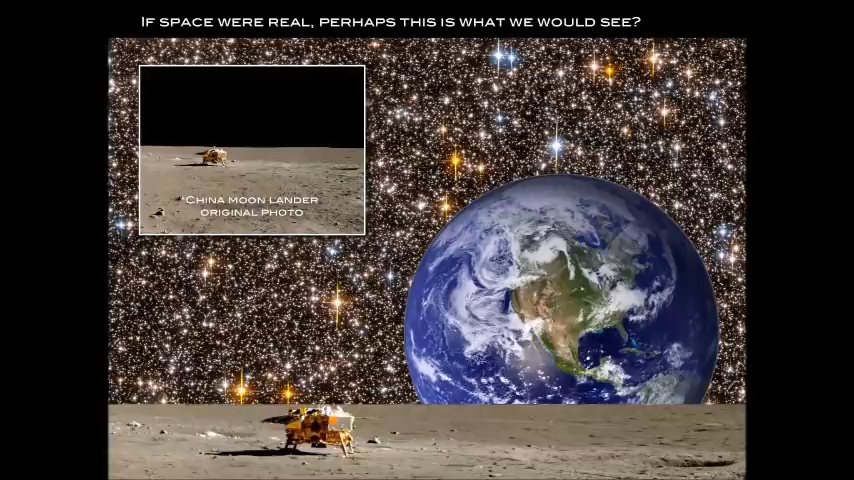 If space were real, perhaps this is what we would see?
*China moon lander
original photo